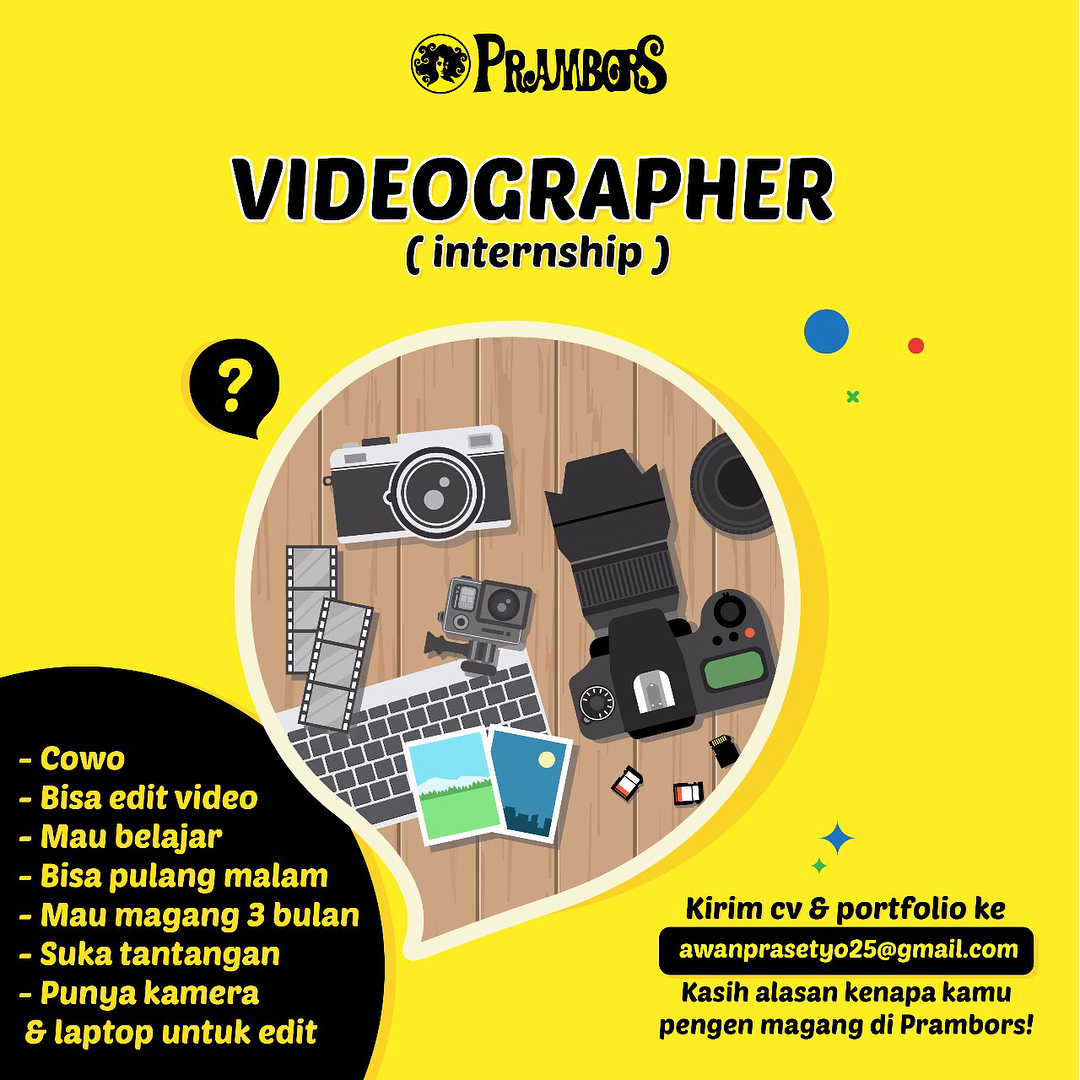 PRAMBORS
VIDEOGRAPHER
( internship )
?
- Cowo
- Bisa edit video
- Mau belajar
- Bisa pulang malam
- Mau magang 3 bulan
- Suka tantangan
- Punya kamera
& laptop untuk edit
Kirim cv & portfolio ke
awanprasetyo25@gmail.com
Kasih alasan kenapa kamu
pengen magang di Prambors!